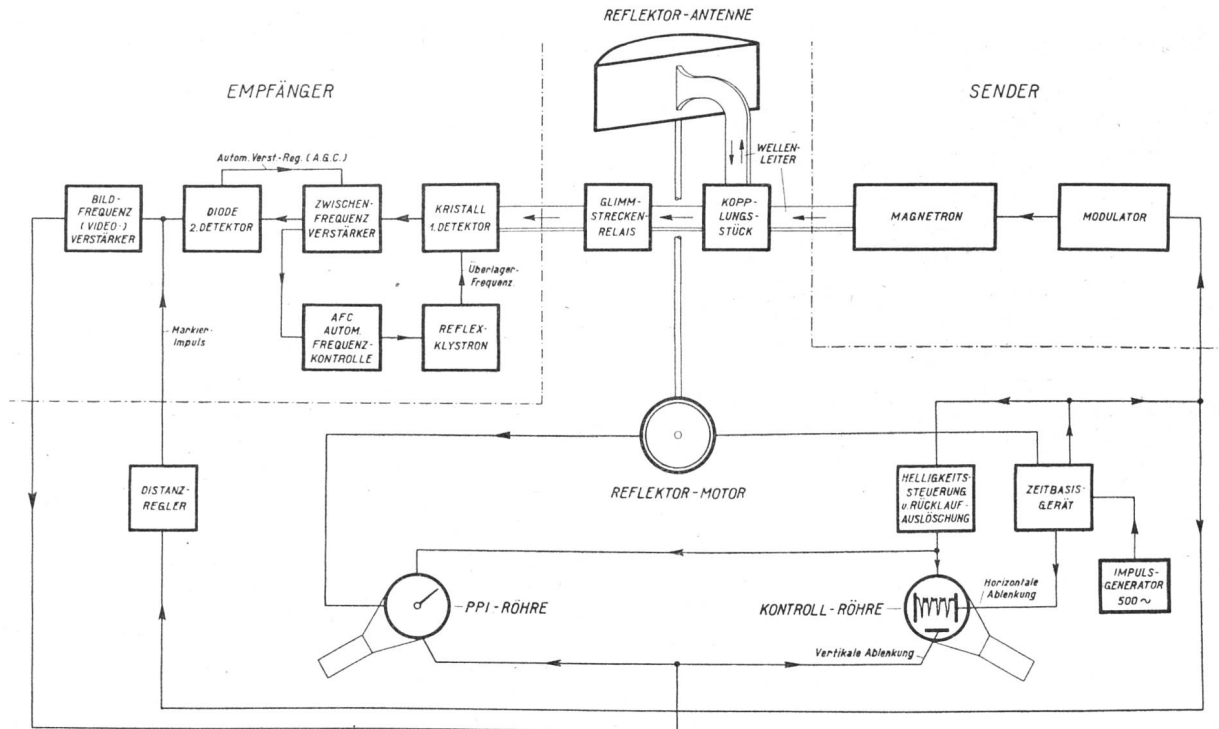 REFLEKTOR-ANTENNE
EMPFÄNGER
SENDER
WELLEN-
LEITER
Autom. Verst.-Reg. (A.G.C.)
BILD-
FREQUENZ
(VIDEO-)
VERSTÄRKER
DIODE
2. DETEKTOR
ZWISCHEN-
FREQUENZ
VERSTÄRKER
KRISTALL
1. DETEKTOR
GLIMM-
STRECKEN-
RELAIS
KOPP-
LUNGS-
STÜCK
MAGNETRON
MODULATOR
Überlager-
Frequenz
Markier-
Impuls
AFC
AUTOM.
FREQUENZ-
KONTROLLE
REFLEX-
KLYSTRON
DISTANZ-
REGLER
REFLEKTOR-MOTOR
HELLIGKEITS-
STEUERUNG
u. RÜCKLAUF-
AUSLÖSCHUNG
ZEITBASIS-
GERÄT
IMPULS-
GENERATOR
500 ~
PPI-RÖHRE
KONTROLL-RÖHRE
Horizontale
Ablenkung
Vertikale Ablenkung